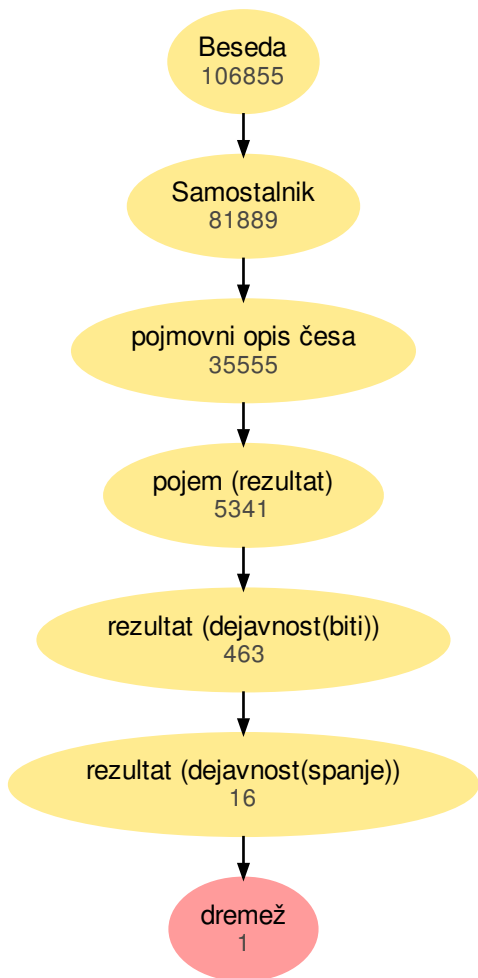 Beseda
106855
Samostalnik
81889
pojmovni opis česa
35555
pojem (rezultat)
5341
rezultat (dejavnost(biti))
463
rezultat (dejavnost(spanje))
16
dremež
1